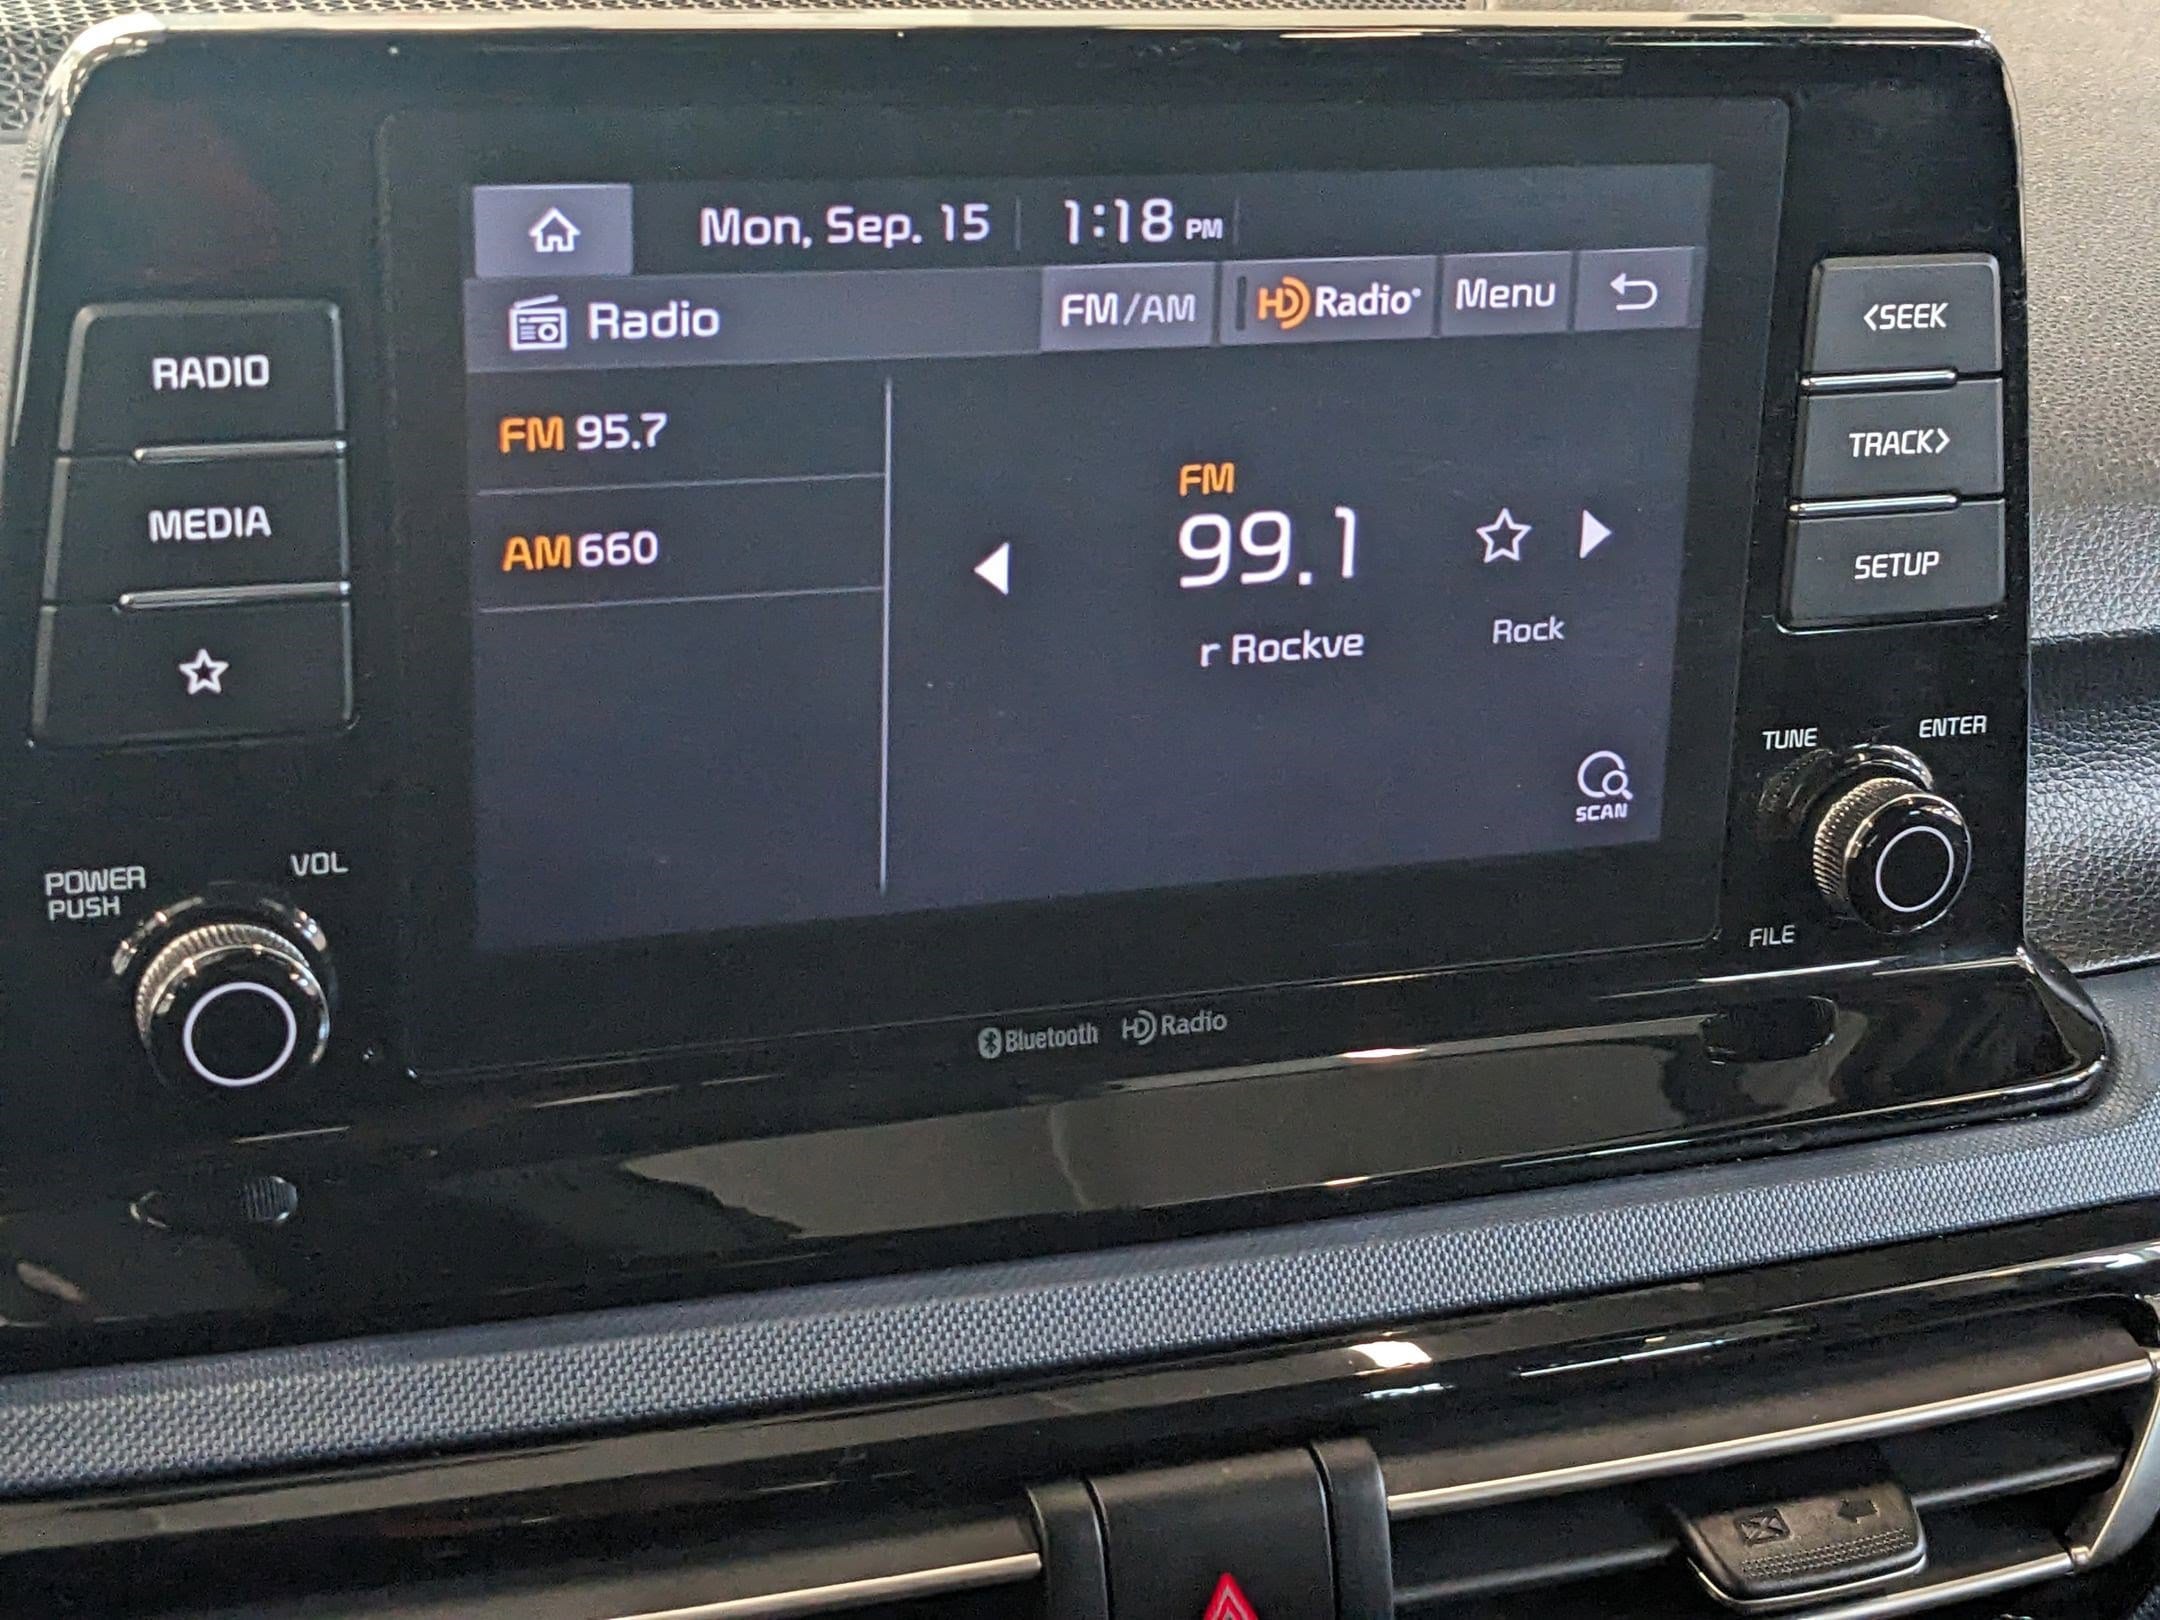 Mon, Sep. 15 1:18 PM
Radio FM/AM HD Radio Menu
FM 95.7
AM 660
FM
99.1
r Rockve Rock
SCAN
RADIO
MEDIA
POWER PUSH VOL
<SEEK
TRACK>
SETUP
TUNE ENTER
FILE
Bluetooth HD Radio